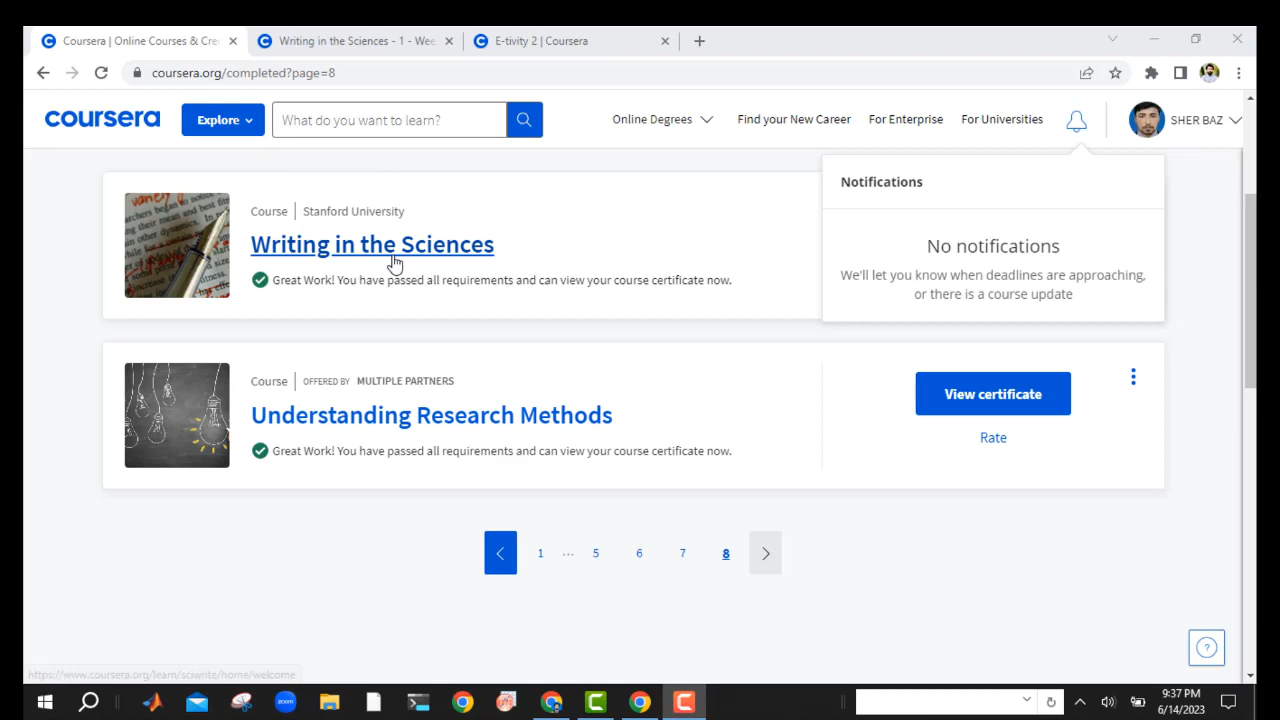 Coursera | Online Courses & Cre
Writing in the Sciences - 1 - Wee
E-tivity 2 | Coursera
coursera.org/completed?page=8
coursera
Explore
What do you want to learn?
Online Degrees
Find your New Career
For Enterprise
For Universities
SHER BAZ
Notifications
No notifications
We'll let you know when deadlines are approaching,
or there is a course update
Course | Stanford University
Writing in the Sciences
Great Work! You have passed all requirements and can view your course certificate now.
Course | OFFERED BY MULTIPLE PARTNERS
Understanding Research Methods
Great Work! You have passed all requirements and can view your course certificate now.
View certificate
Rate
1 ... 5 6 7 8
https://www.coursera.org/learn/sciwrite/home/welcome
zoom
9:37 PM
6/14/2023